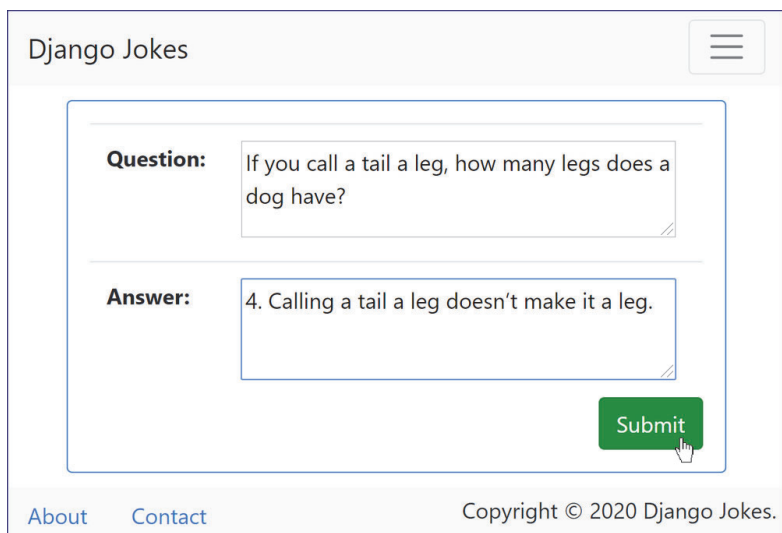 Django Jokes
Question:
If you call a tail a leg, how many legs does a
dog have?
Answer:
4. Calling a tail a leg doesn’t make it a leg.
Submit
About Contact Copyright © 2020 Django Jokes.